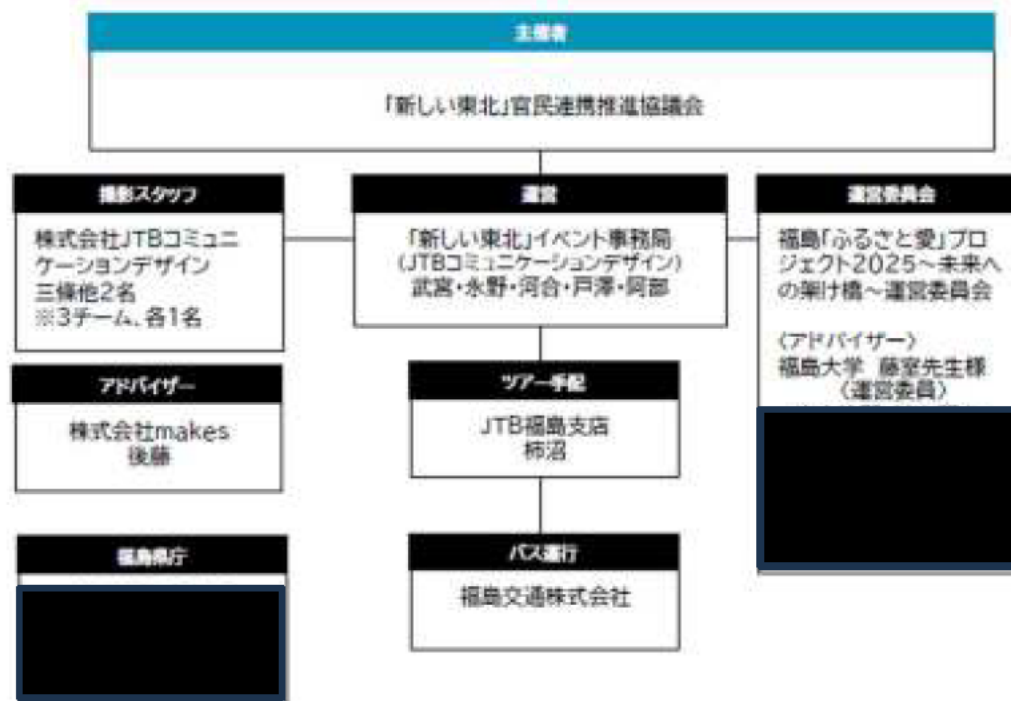 主催者
「新しい東北」官民連携推進協議会
撮影スタッフ
株式会社JTBコミュニ
ケーションデザイン
三條他2名
※3チーム、各1名
運営
「新しい東北」イベント事務局
(JTBコミュニケーションデザイン)
武宮・永野・河合・戸澤・阿部
運営委員会
福島「ふるさと愛」プロ
ジェクト2025~未来へ
の架け橋~運営委員会
〈アドバイザー〉
福島大学 藤室先生様
〈運営委員〉
アドバイザー
株式会社makes
後藤
ツアー手配
JTB福島支店
柿沼
福島県庁
バス運行
福島交通株式会社